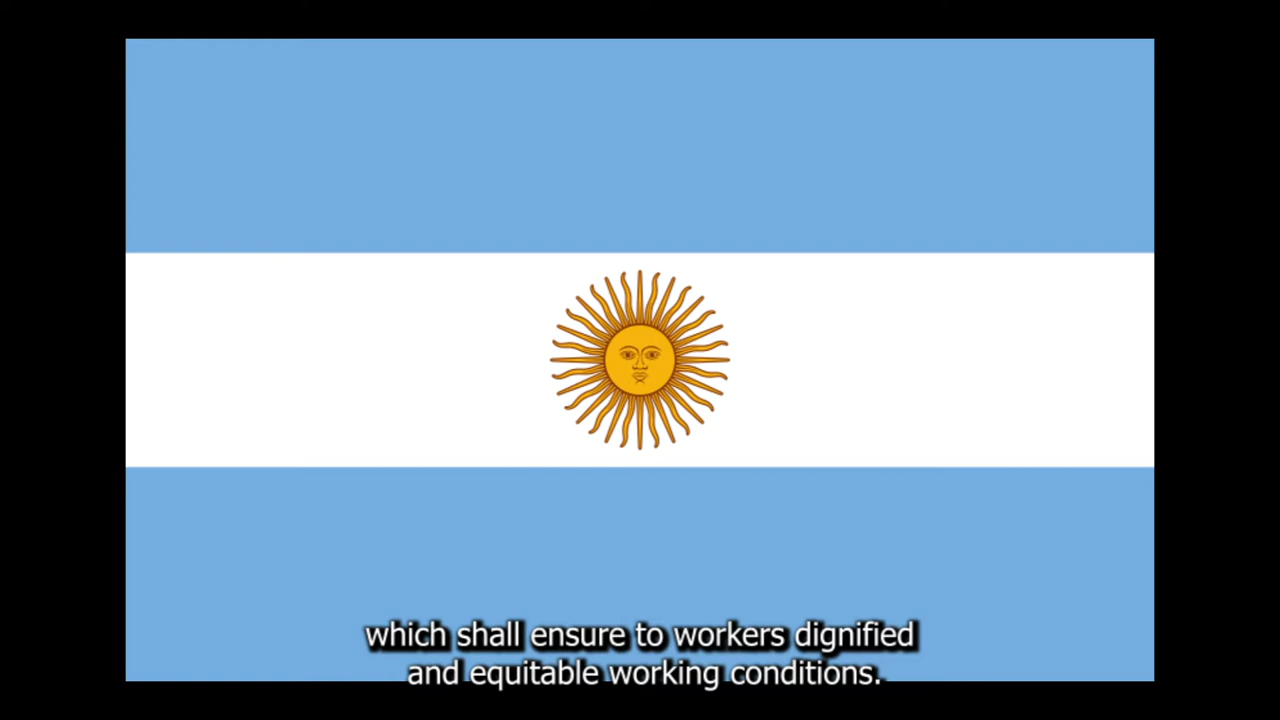 which shall ensure to workers dignified
and equitable working conditions.